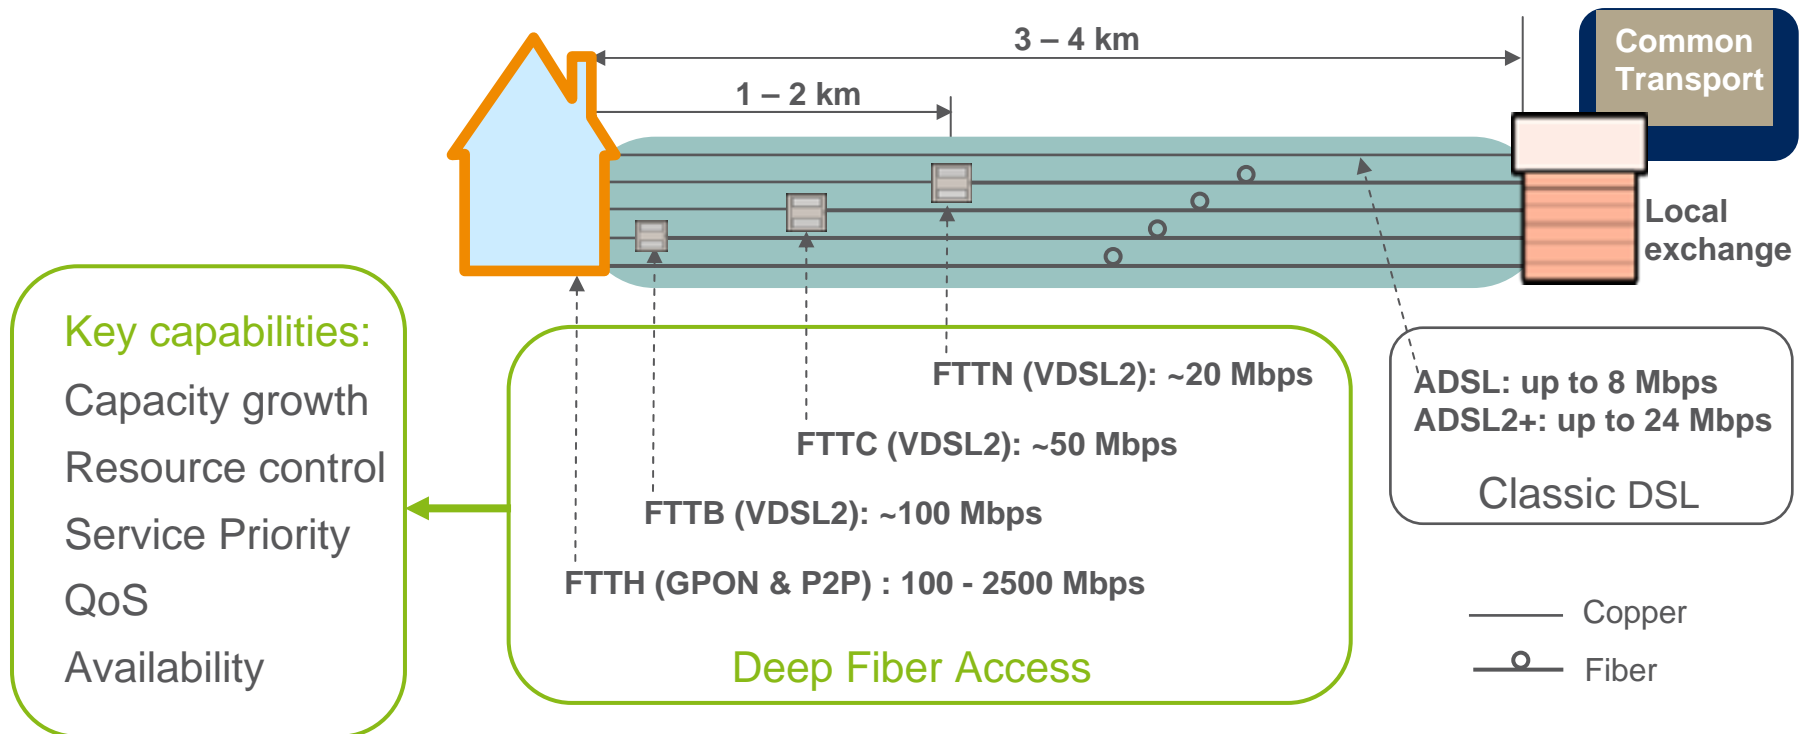 3 – 4 km
Common
Transport
1 – 2 km
Local
exchange
Key capabilities:
Capacity growth
Resource control
Service Priority
QoS
Availability
FTTN (VDSL2): ~20 Mbps
FTTC (VDSL2): ~50 Mbps
FTTB (VDSL2): ~100 Mbps
FTTH (GPON & P2P) : 100 - 2500 Mbps
Deep Fiber Access
ADSL: up to 8 Mbps
ADSL2+: up to 24 Mbps
Classic DSL
Copper
Fiber